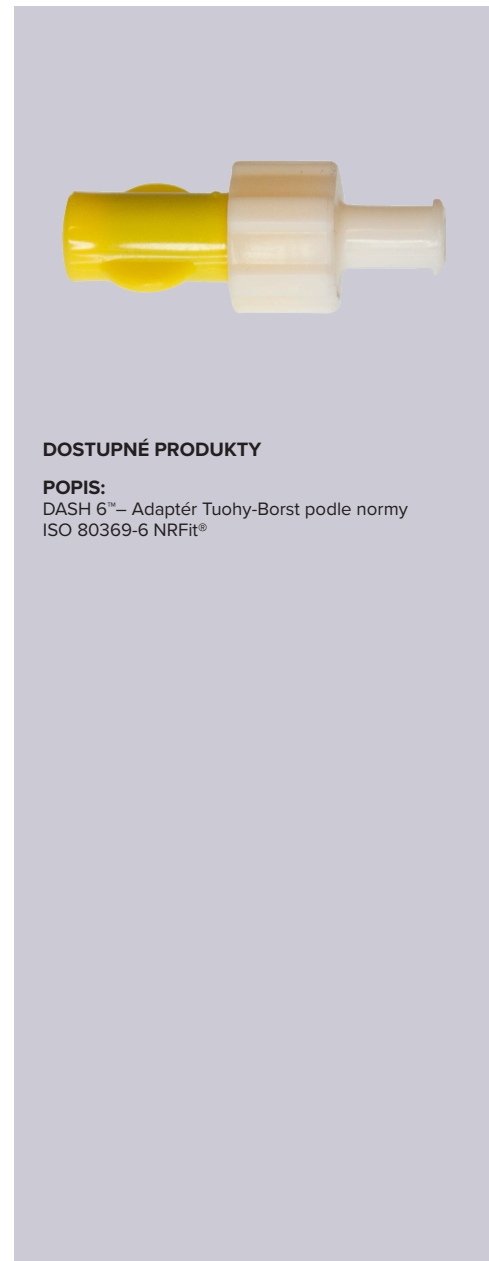 DOSTUPNÉ PRODUKTY
POPIS:
DASH 6™– Adaptér Tuohy-Borst podle normy
ISO 80369-6 NRFit®